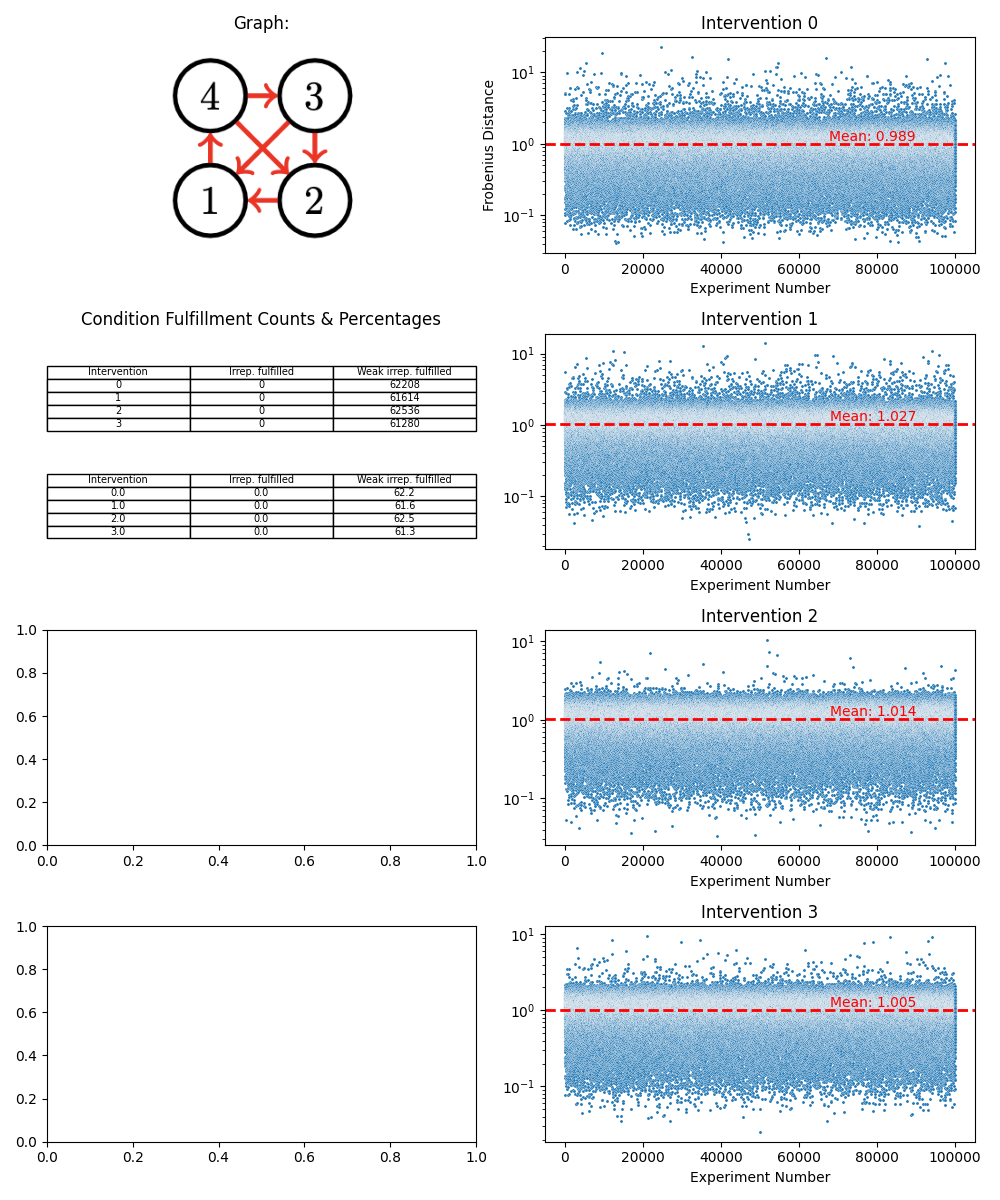 Graph:
4 3
1 2
Condition Fulfillment Counts & Percentages
Intervention Irrep. fulfilled Weak irrep. fulfilled
0 0 62208
1 0 61614
2 0 62536
3 0 61280
Intervention Irrep. fulfilled Weak irrep. fulfilled
0.0 0.0 62.2
1.0 0.0 61.6
2.0 0.0 62.5
3.0 0.0 61.3
1.0
0.8
0.6
0.4
0.2
0.0
0.0 0.2 0.4 0.6 0.8 1.0
1.0
0.8
0.6
0.4
0.2
0.0
0.0 0.2 0.4 0.6 0.8 1.0
Intervention 0
Frobenius Distance
10¹
10⁰
10⁻¹
Mean: 0.989
0 20000 40000 60000 80000 100000
Experiment Number
Intervention 1
10¹
10⁰
10⁻¹
Mean: 1.027
0 20000 40000 60000 80000 100000
Experiment Number
Intervention 2
10¹
10⁰
10⁻¹
Mean: 1.014
0 20000 40000 60000 80000 100000
Experiment Number
Intervention 3
10¹
10⁰
10⁻¹
Mean: 1.005
0 20000 40000 60000 80000 100000
Experiment Number